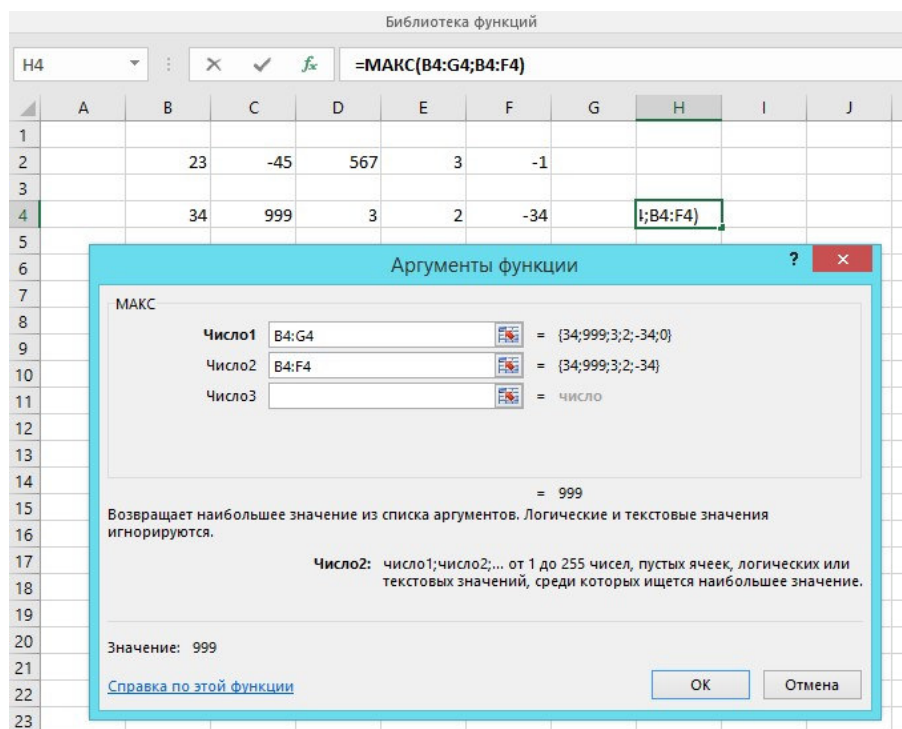 Библиотека функций
H4 fx =МАКС(B4:G4;B4:F4)
A B C D E F G H I J
1
2 23 -45 567 3 -1
3
4 34 999 3 2 -34 l;B4:F4)
5
6 Аргументы функции ? ×
7 МАКС
8 Число1 B4:G4 = {34;999;3;2;-34;0}
9
10 Число2 B4:F4 = {34;999;3;2;-34}
11 Число3 = число
12
13
14 = 999
15 Возвращает наибольшее значение из списка аргументов. Логические и текстовые значения
16 игнорируются.
17 Число2: число1;число2;... от 1 до 255 чисел, пустых ячеек, логических или
18 текстовых значений, среди которых ищется наибольшее значение.
19
20 Значение: 999
21
22 Справка по этой функции ОК Отмена
23